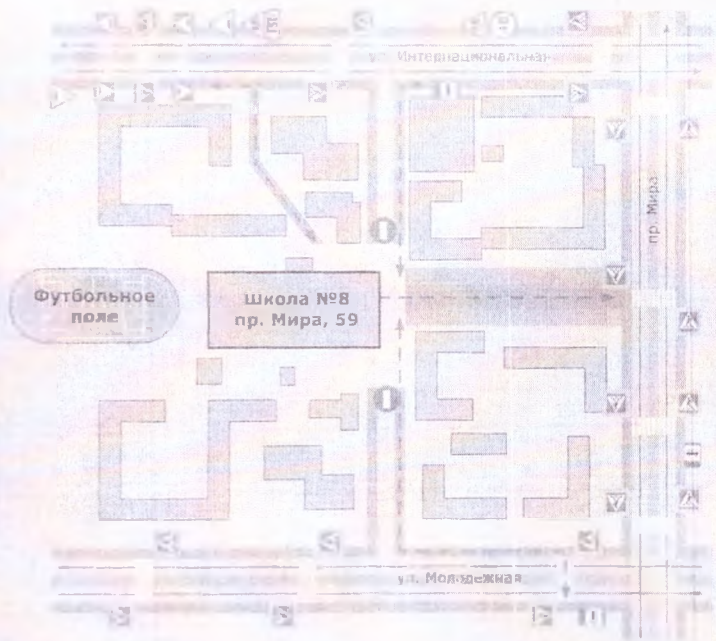 ул. Интернациональная
пр. Мира
Футбольное
поле
Школа №8
пр. Мира, 59
ул. Молодежная